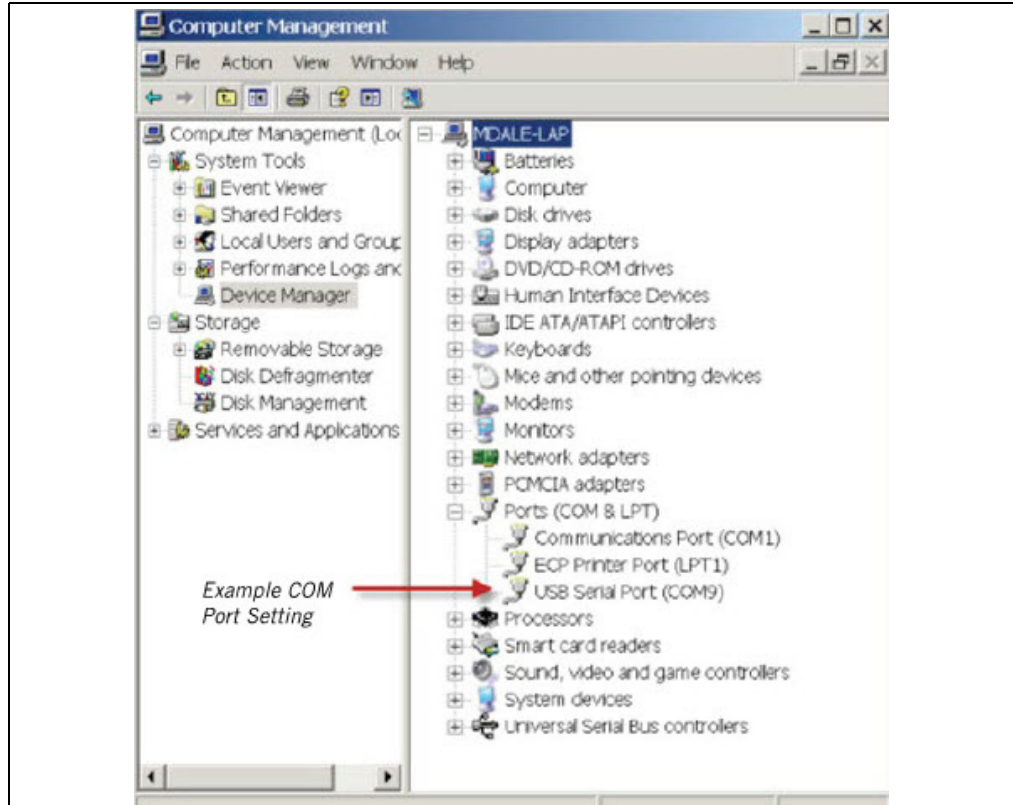 Computer Management
File Action View Window Help
Computer Management (Loc
System Tools
Event Viewer
Shared Folders
Local Users and Group
Performance Logs and
Device Manager
Storage
Removable Storage
Disk Defragmenter
Disk Management
Services and Applications
MDALE-LAP
Batteries
Computer
Disk drives
Display adapters
DVD/CD-ROM drives
Human Interface Devices
IDE ATA/ATAPI controllers
Keyboards
Mice and other pointing devices
Modems
Monitors
Network adapters
PCMCIA adapters
Ports (COM & LPT)
Communications Port (COM1)
ECP Printer Port (LPT1)
USB Serial Port (COM9)
Processors
Smart card readers
Sound, video and game controllers
System devices
Universal Serial Bus controllers
Example COM
Port Setting